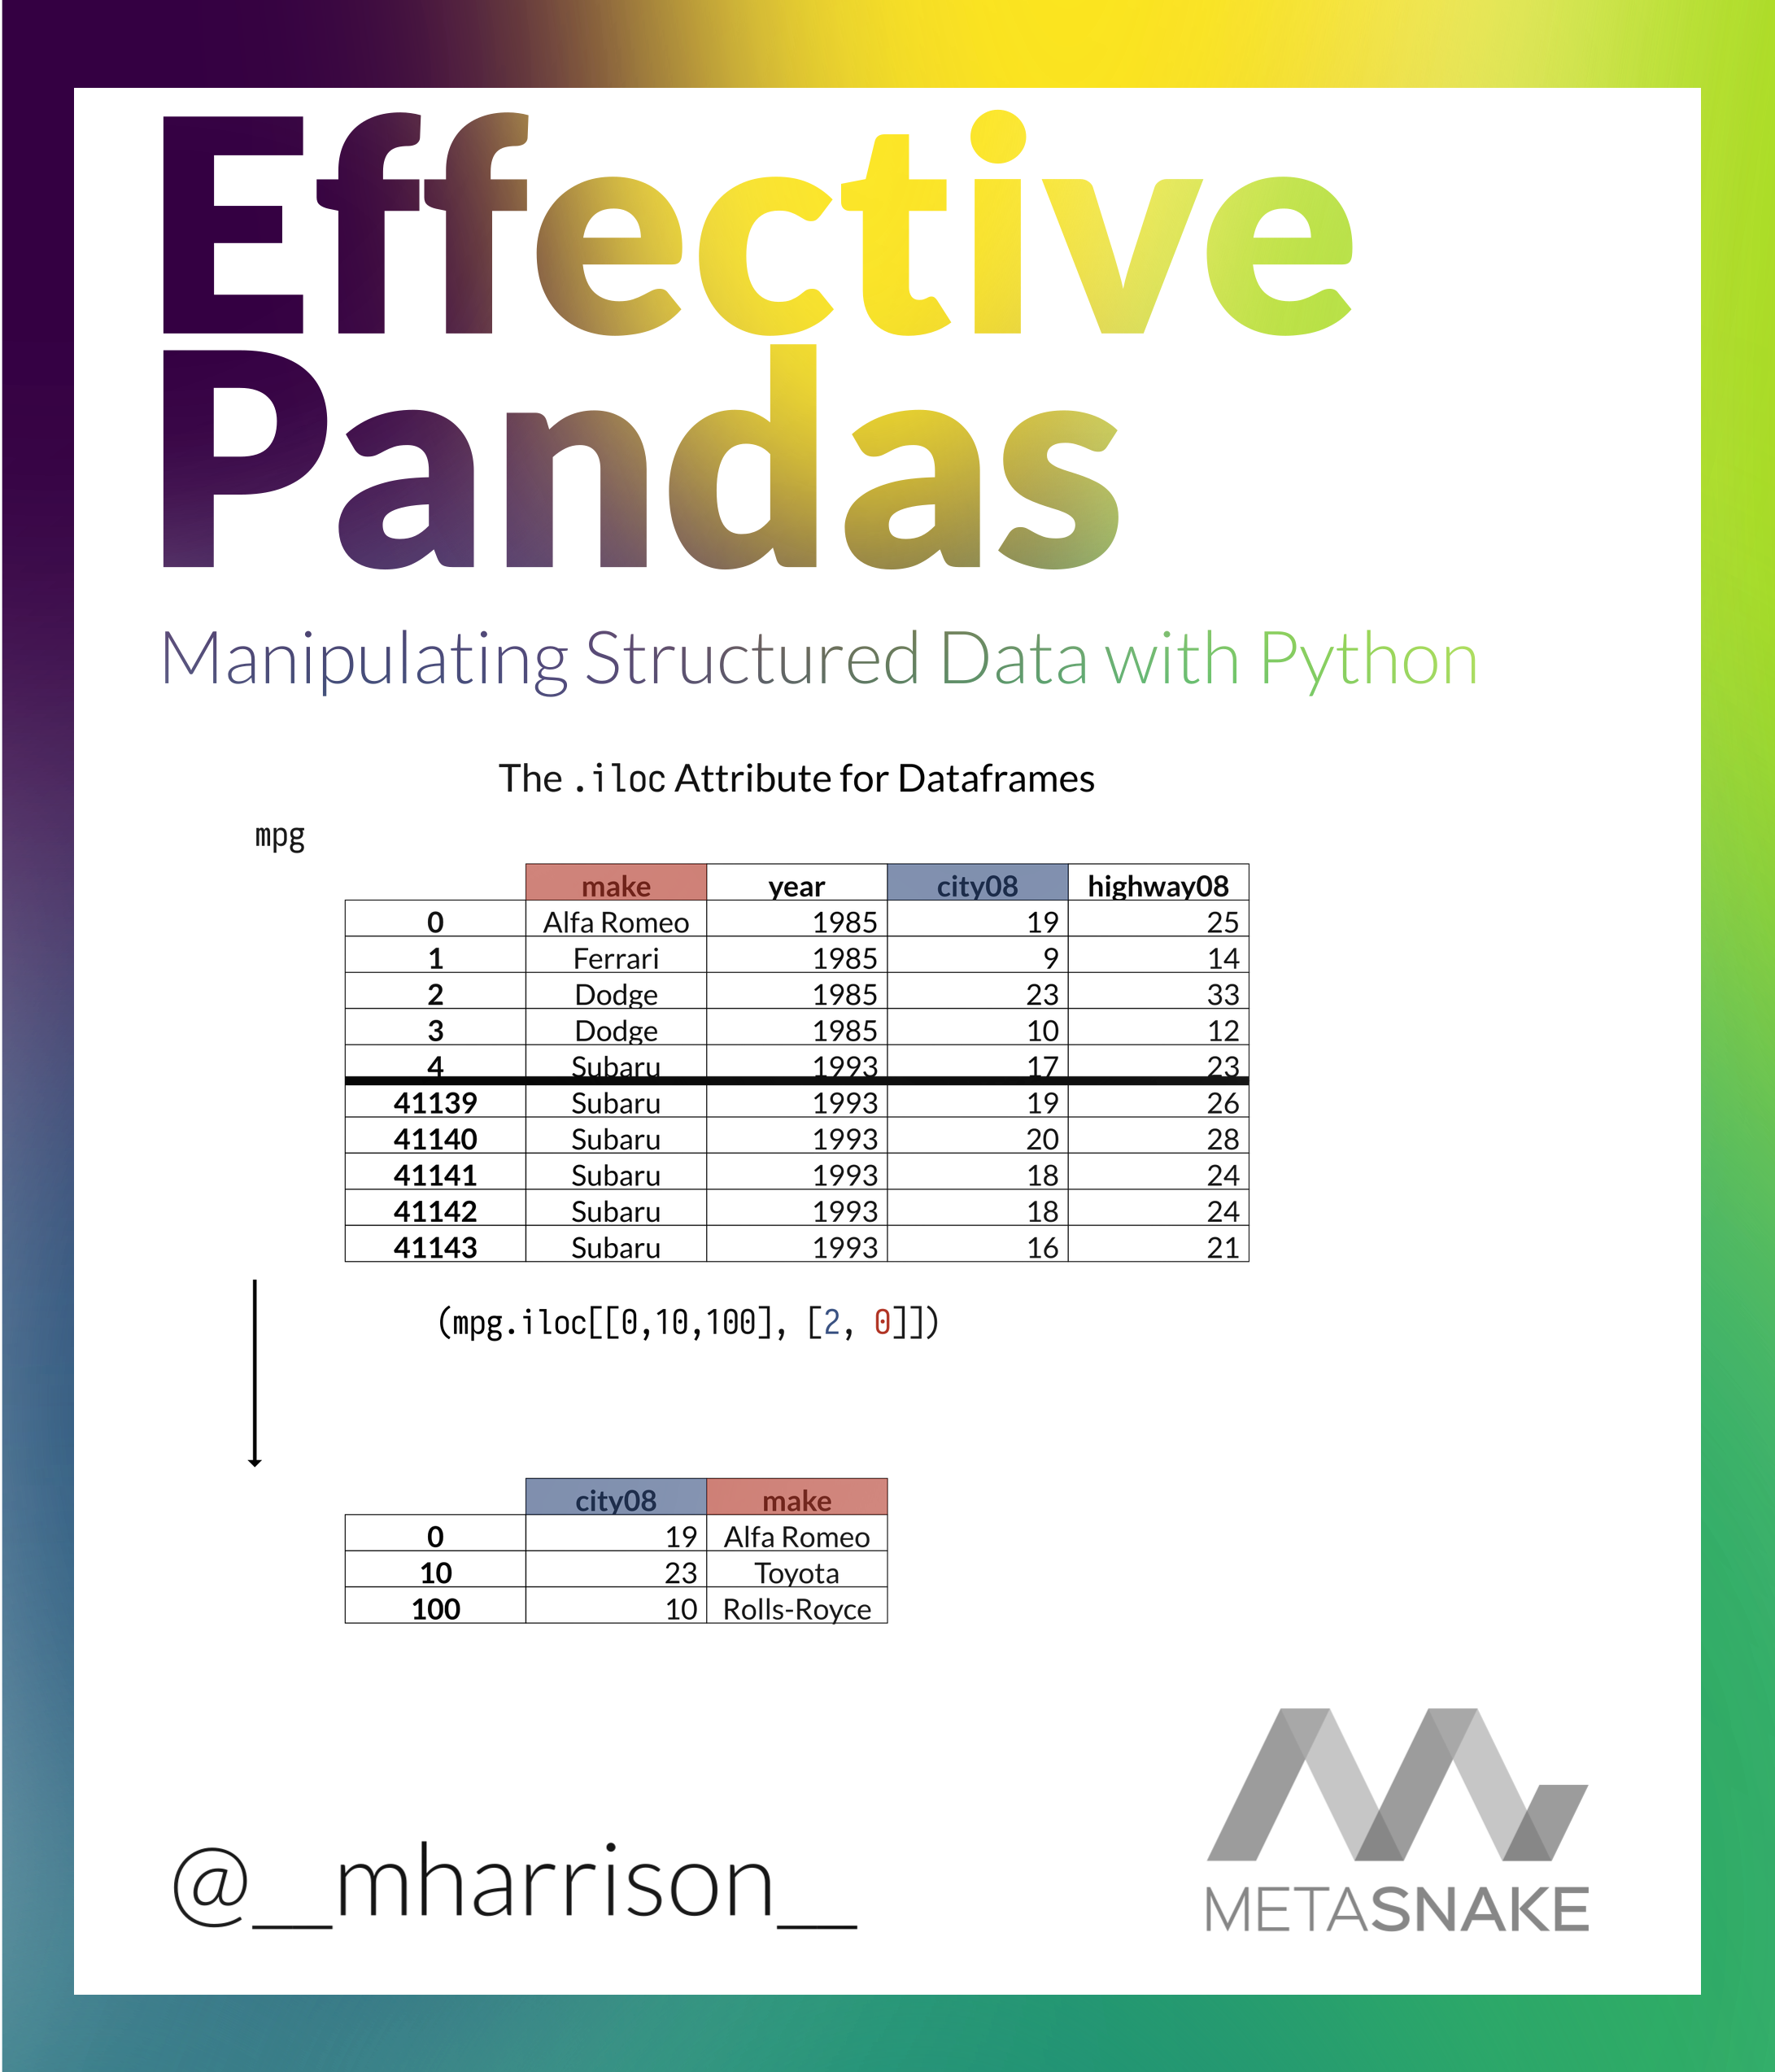 Effective
Pandas
Manipulating Structured Data with Python
The .iloc Attribute for Dataframes
mpg
make year city08 highway08
0 Alfa Romeo 1985 19 25
1 Ferrari 1985 9 14
2 Dodge 1985 23 33
3 Dodge 1985 10 12
4 Subaru 1993 17 23
41139 Subaru 1993 19 26
41140 Subaru 1993 20 28
41141 Subaru 1993 18 24
41142 Subaru 1993 18 24
41143 Subaru 1993 16 21
(mpg.iloc[[0,10,100], [2, 0]])
city08 make
0 19 Alfa Romeo
10 23 Toyota
100 10 Rolls-Royce
@__mharrison__
METASNAKE